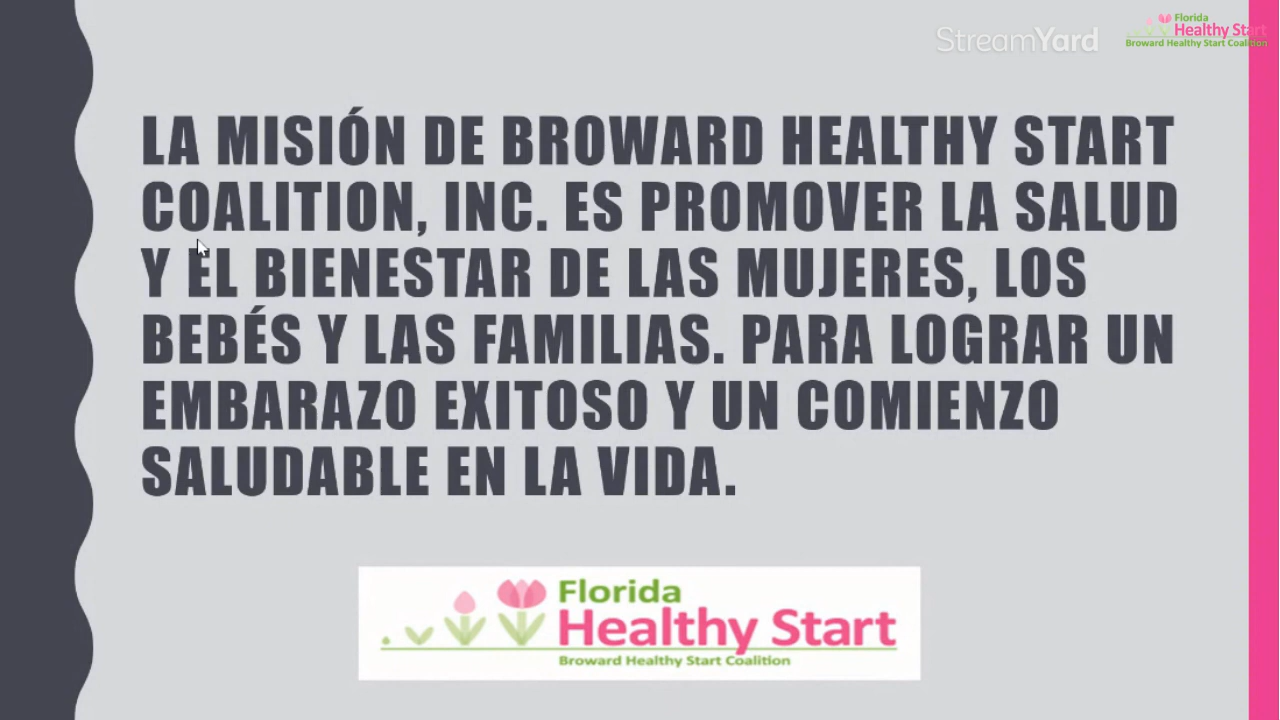 StreamYard
Florida
Healthy Start
Broward Healthy Start Coalition
LA MISIÓN DE BROWARD HEALTHY START
COALITION, INC. ES PROMOVER LA SALUD
Y EL BIENESTAR DE LAS MUJERES, LOS
BEBÉS Y LAS FAMILIAS. PARA LOGRAR UN
EMBARAZO EXITOSO Y UN COMIENZO
SALUDABLE EN LA VIDA.
Florida
Healthy Start
Broward Healthy Start Coalition